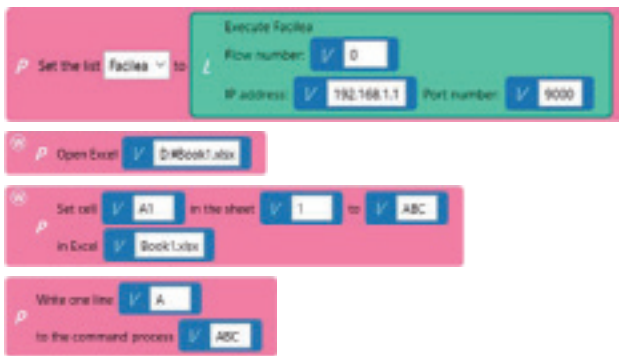 Execute Facilea
P Set the list Facilea to L Flow number: V 0
IP address: V 192.168.1.1 Port number: V 9000
W P Open Excel V D:¥Book1.xlsx
W Set cell V A1 in the sheet V 1 to V ABC
P
in Excel V Book1.xlsx
Write one line V A
P
to the command process V ABC